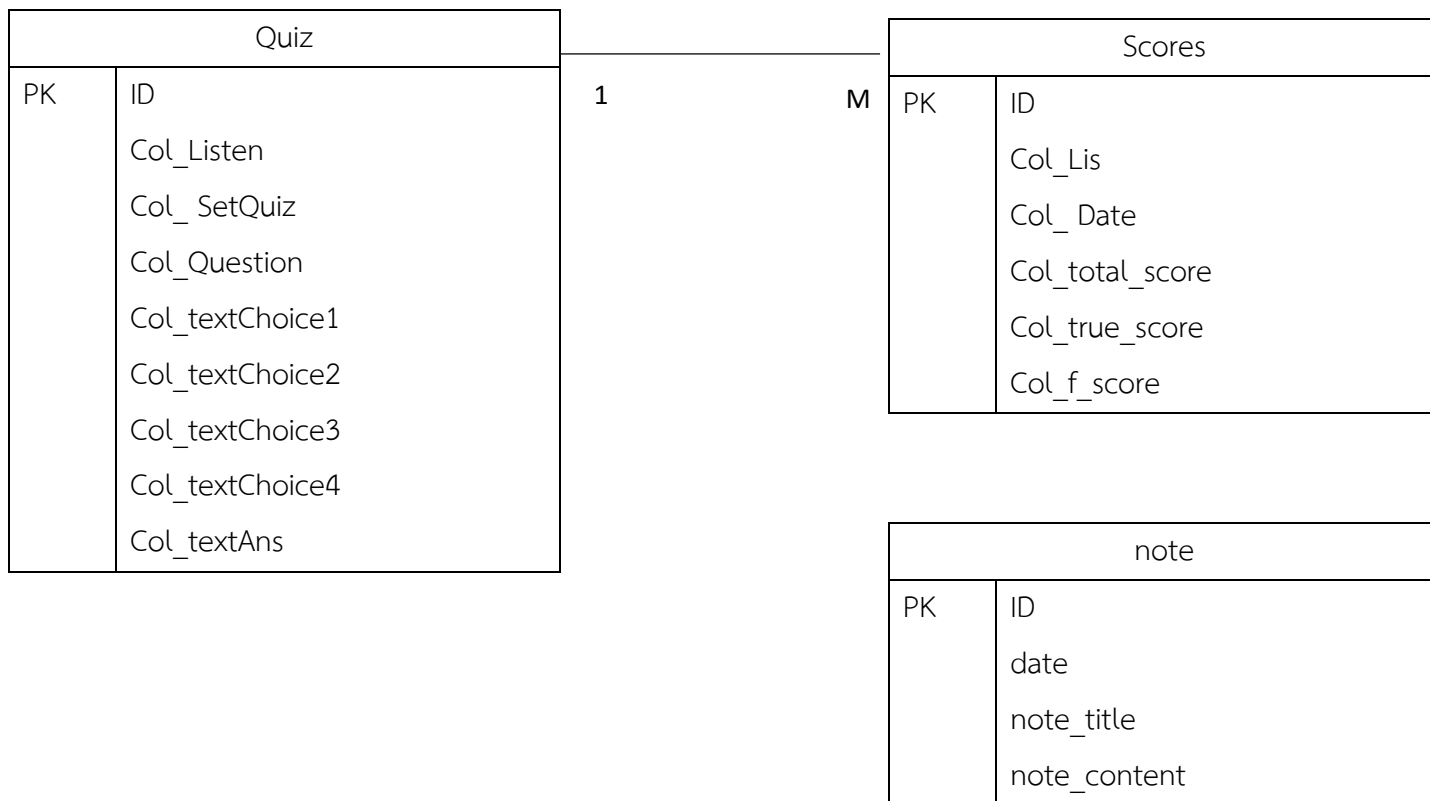 Quiz
PK ID
Col_Listen
Col_ SetQuiz
Col_Question
Col_textChoice1
Col_textChoice2
Col_textChoice3
Col_textChoice4
Col_textAns
1 M
Scores
PK ID
Col_Lis
Col_ Date
Col_total_score
Col_true_score
Col_f_score
note
PK ID
date
note_title
note_content